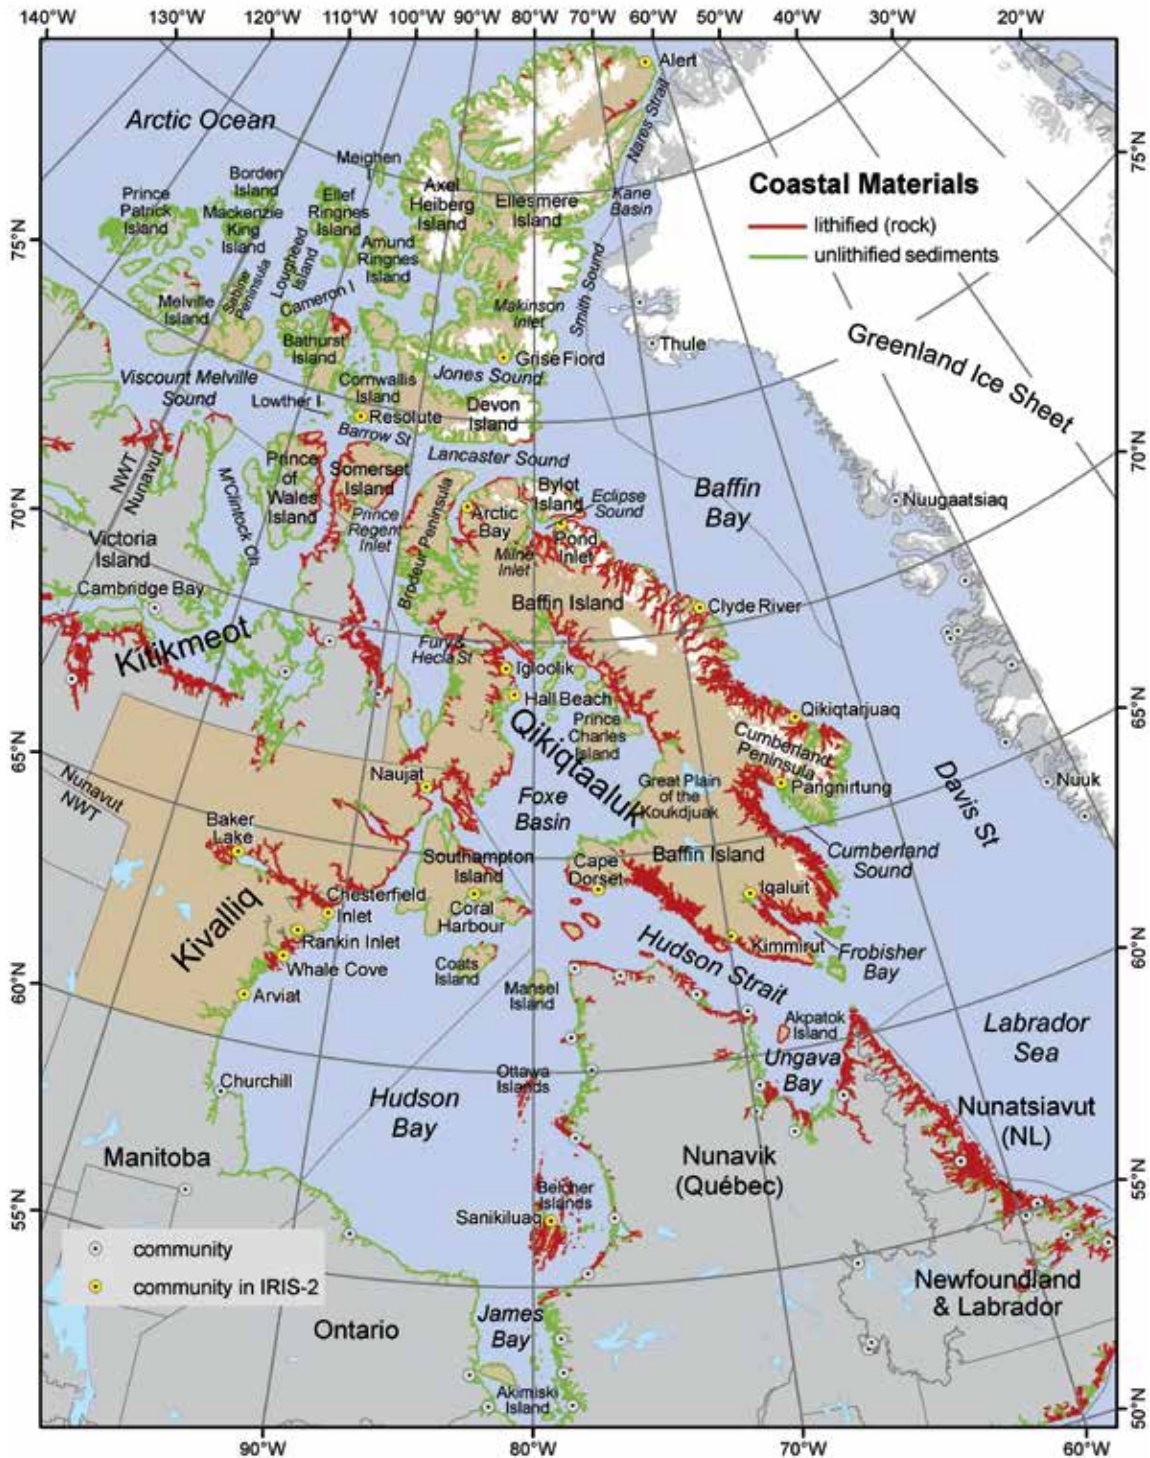 140°W
130°W
120°W
110°W
100°W
90°W
80°W
70°W
60°W
50°W
40°W
30°W
20°W
Alert
Arctic Ocean
Nares Strait
75°N
Meighen
I
Borden
Island
Prince
Patrick
Island
Mackenzie
King
Island
Ellef
Ringnes
Island
Axel
Heiberg
Island
Ellesmere
Island
Kane
Basin
Coastal Materials
lithified (rock)
unlithified sediments
75°N
Lougheed
Island
Amund
Ringnes
Island
Sabine
Peninsula
Melville
Island
Cameron I
Makinson
Inlet
Smith Sound
Bathurst
Island
Thule
Grise Fiord
Greenland Ice Sheet
Viscount Melville
Sound
Cornwallis
Island
Jones Sound
Lowther I
Resolute
Devon
Island
Barrow St
Lancaster Sound
70°N
NWT
Nunavut
M'Clintock Ch.
Prince
of
Wales
Island
Somerset
Island
Prince
Regent
Inlet
Brodeur Peninsula
Arctic
Bay
Bylot
Island
Eclipse
Sound
Baffin
Bay
Nuugaatsiaq
70°N
Victoria
Island
Milne
Inlet
Pond
Inlet
Cambridge Bay
Baffin Island
Clyde River
Kitikmeot
Fury &
Hecla St
Igloolik
Hall Beach
Qikiqtarjuaq
65°N
Prince
Charles
Island
Qikiqtaaluk
Cumberland
Peninsula
65°N
Nunavut
NWT
Naujat
Foxe
Basin
Great Plain
of the
Koukdjuak
Pangnirtung
Davis St
Nuuk
Baker
Lake
Southampton
Island
Cape
Dorset
Baffin Island
Cumberland
Sound
Kivalliq
Chesterfield
Inlet
Coral
Harbour
Iqaluit
Rankin Inlet
Hudson Strait
Kimmirut
Frobisher
Bay
60°N
Whale Cove
Coats
Island
60°N
Arviat
Mansel
Island
Akpatok
Island
Labrador
Sea
Churchill
Ottawa
Islands
Ungava
Bay
Hudson
Bay
Nunatsiavut
(NL)
Manitoba
Nunavik
(Québec)
55°N
Belcher
Islands
Sanikiluaq
55°N
community
community in IRIS-2
Newfoundland
& Labrador
Ontario
James
Bay
Akimiski
Island
50°N
90°W
80°W
70°W
60°W